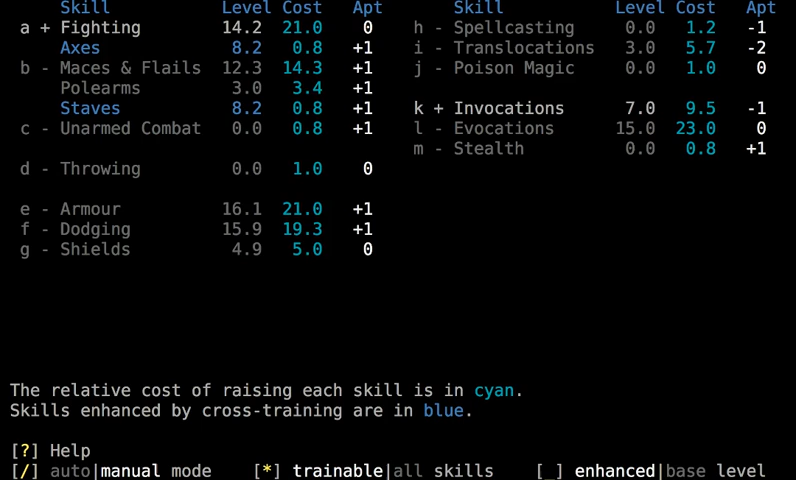 Skill Level Cost Apt Skill Level Cost Apt
a + Fighting 14.2 21.0 0 h - Spellcasting 0.0 1.2 -1
Axes 8.2 0.8 +1 i - Translocations 3.0 5.7 -2
b - Maces & Flails 12.3 14.3 +1 j - Poison Magic 0.0 1.0 0
Polearms 3.0 3.4 +1
Staves 8.2 0.8 +1 k + Invocations 7.0 9.5 -1
c - Unarmed Combat 0.0 0.8 +1 l - Evocations 15.0 23.0 0
m - Stealth 0.0 0.8 +1
d - Throwing 0.0 1.0 0
e - Armour 16.1 21.0 +1
f - Dodging 15.9 19.3 +1
g - Shields 4.9 5.0 0
The relative cost of raising each skill is in cyan.
Skills enhanced by cross-training are in blue.
[?] Help
[/] auto|manual mode [*] trainable|all skills [_] enhanced|base level